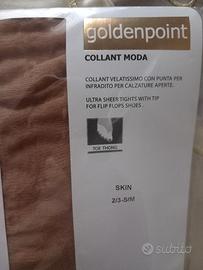 goldenpoint
COLLANT MODA
COLLANT VELATISSIMO CON PUNTA PER
INFRADITO PER CALZATURE APERTE.
ULTRA SHEER TIGHTS WITH TIP
FOR FLIP FLOPS SHOES .
TOE THONG
SKIN
2/3-S/M
subito